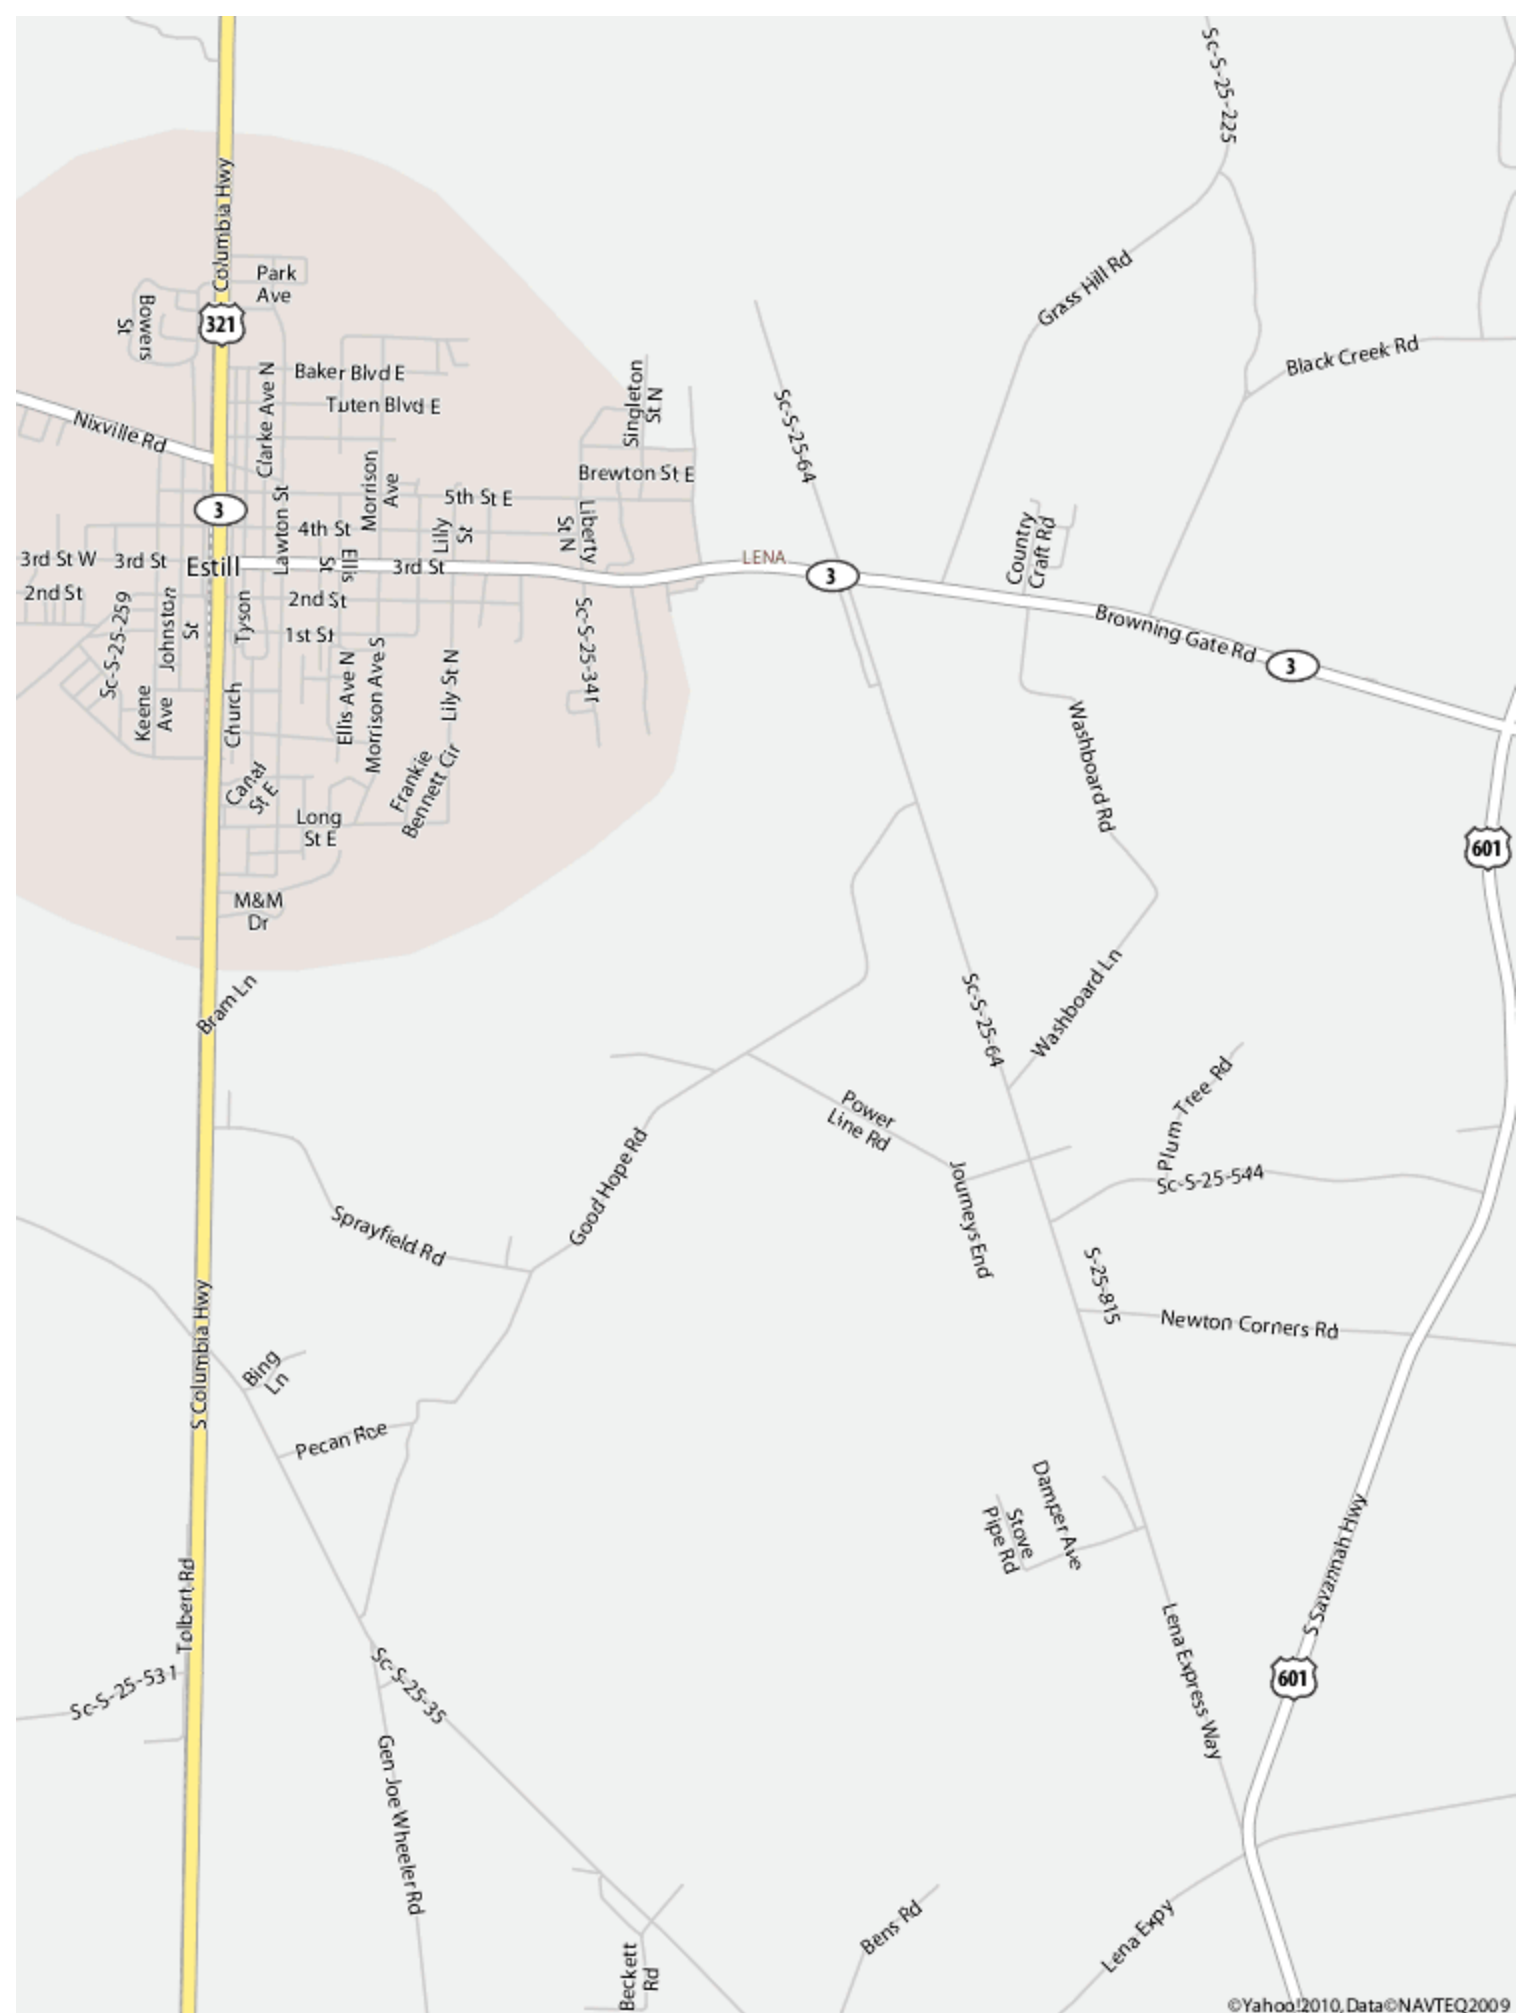 Sc-S-25-225
Columbia Hwy
Park
Ave
Grass Hill Rd
Bowers
St
321
Black Creek Rd
Baker Blvd E
Tuten Blvd E
Singleton
St N
Clarke Ave N
Sc-S-25-64
Nixville Rd
Morrison
Ave
Brewton St E
5th St E
3
Lawton St
4th St
Lilly
St
Liberty
St N
Country
Craft Rd
3rd St W
3rd St
Estill
Ellis
St
3rd St
LENA
3
2nd St
Sc-S-25-259
Johnston
St
Tyson
2nd St
1st St
Sc-S-25-341
Browning Gate Rd
3
Keene
Ave
Church
Ellis Ave N
Morrison Ave S
Lily St N
Washboard Rd
Canal
St E
Frankie
Bennett Cir
Long
St E
601
M&M
Dr
Bram Ln
Sc-S-25-64
Washboard Ln
Plum Tree Rd
Power
Line Rd
Good Hope Rd
Journeys End
Sc-S-25-544
Sprayfield Rd
S-25-815
S Columbia Hwy
Newton Corners Rd
Bing
Ln
Pecan Rce
Damper Ave
Stove
Pipe Rd
S Savannah Hwy
Tolbert Rd
Lena Express Way
Sc-S-25-531
Sc-S-25-35
601
Gen Joe Wheeler Rd
Bens Rd
Lena Expy
Beckett
Rd
©Yahoo!2010, Data©NAVTEQ2009